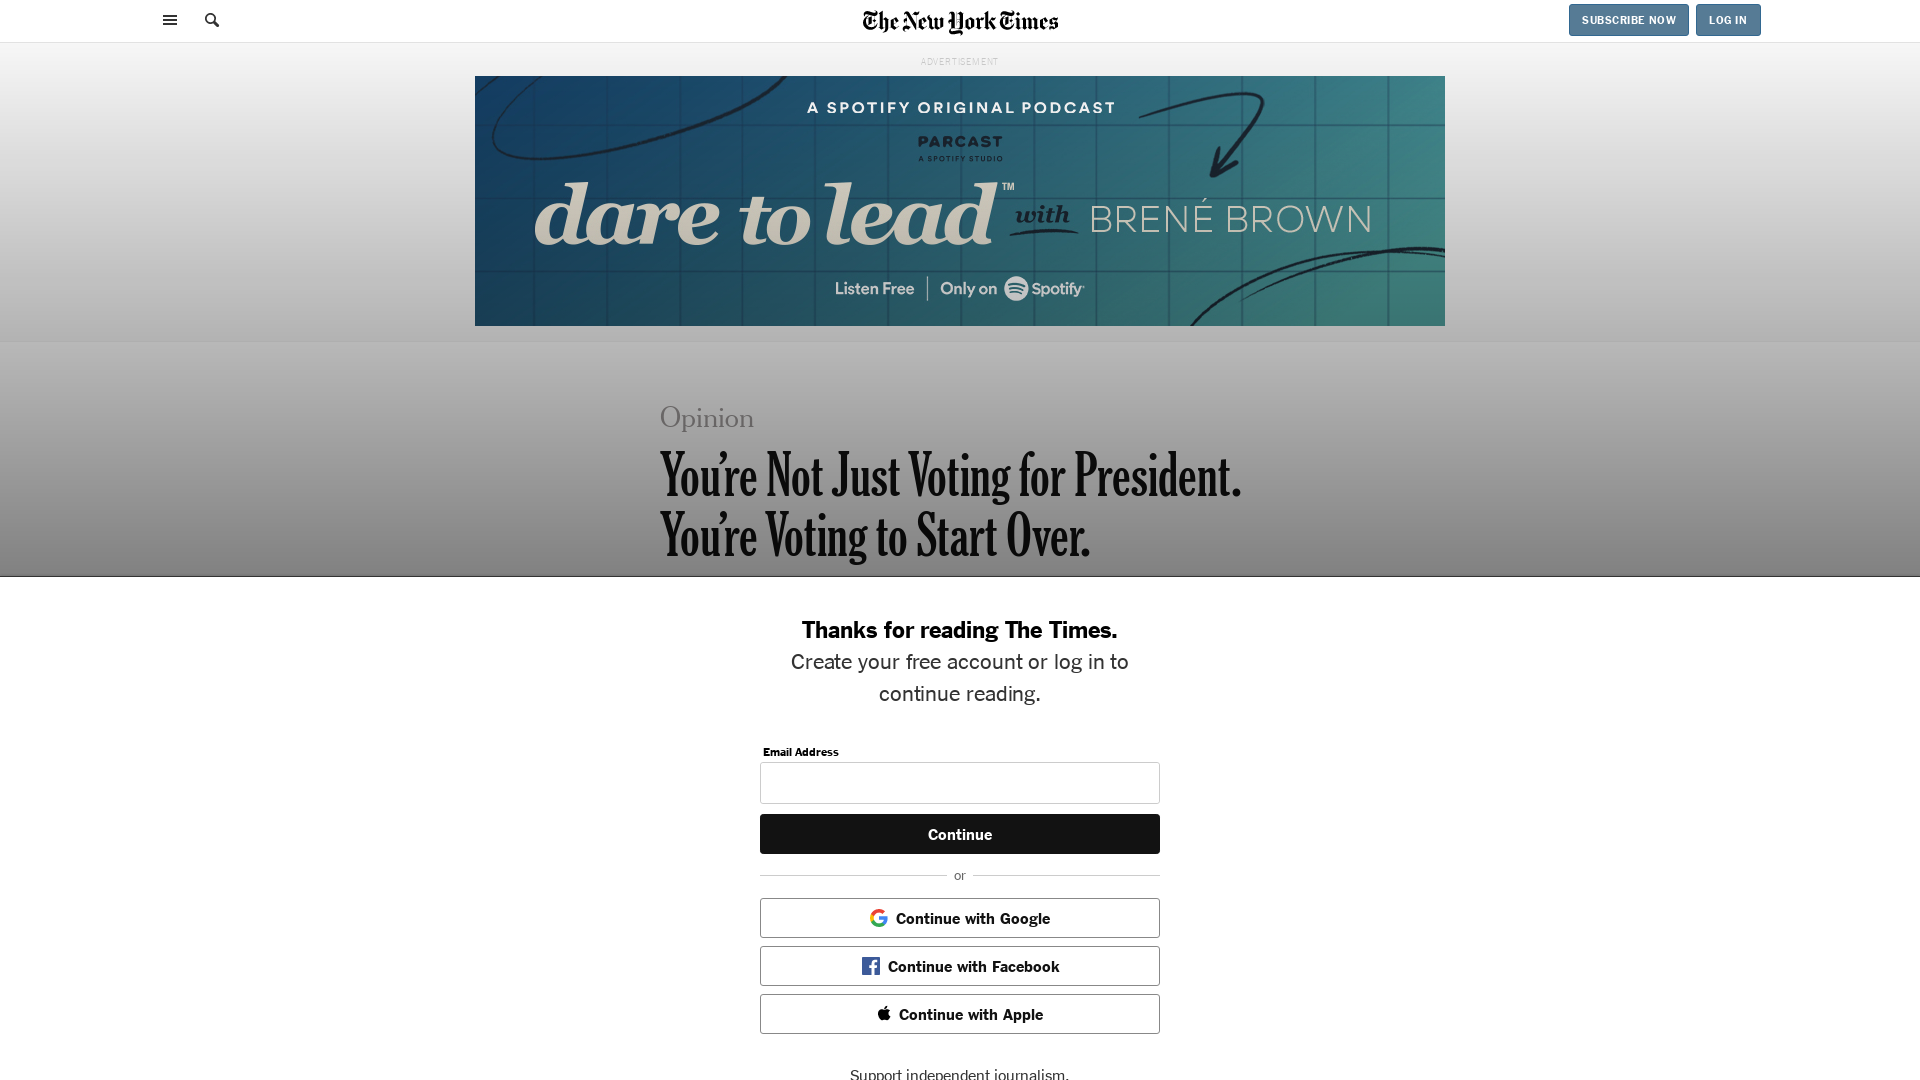 The New York Times
SUBSCRIBE NOW
LOG IN
ADVERTISEMENT
A SPOTIFY ORIGINAL PODCAST
PARCAST
A SPOTIFY STUDIO
dare to lead™ with BRENÉ BROWN
Listen Free | Only on Spotify
Opinion
You’re Not Just Voting for President.
You’re Voting to Start Over.
Thanks for reading The Times.
Create your free account or log in to
continue reading.
Email Address
Continue
or
Continue with Google
Continue with Facebook
Continue with Apple
Support independent journalism.